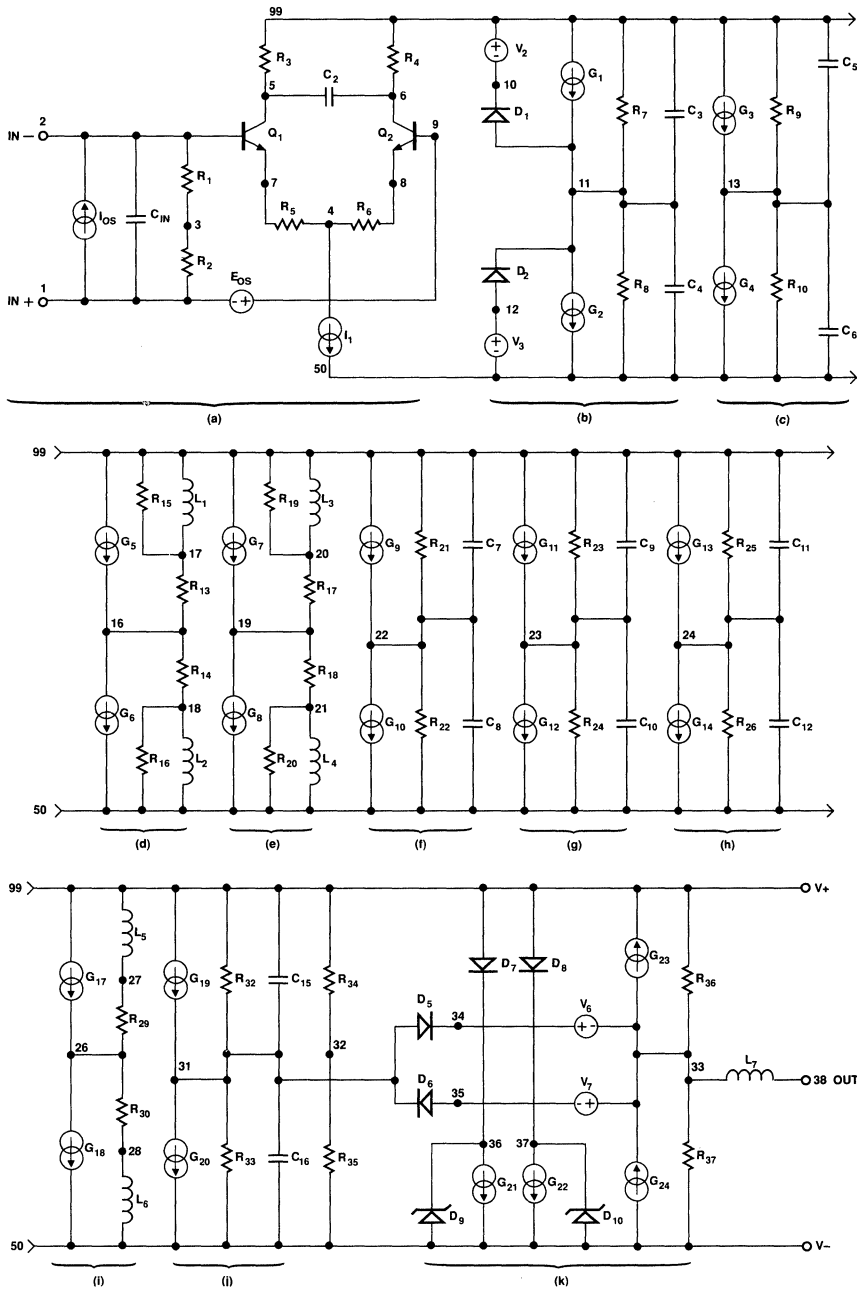 99
R3
R4
V2
10
D1
G1
R7
C3
G3
R9
C5
5
C2
6
2
IN −
Q1
Q2
9
R1
IOS
CIN
3
R2
7
8
R5
4
R6
11
13
1
IN +
EOS
I1
50
D2
12
V3
G2
R8
C4
G4
R10
C6
(a)
(b)
(c)
99
R15
L1
R19
L3
G5
17
G7
20
G9
R21
C7
G11
R23
C9
G13
R25
C11
R13
R17
16
19
22
23
24
R14
R18
G6
18
G8
21
G10
R22
C8
G12
R24
C10
G14
R26
C12
R16
L2
R20
L4
50
(d)
(e)
(f)
(g)
(h)
99
V+
L5
G17
27
G19
R32
C15
R34
D7
D8
G23
R36
R29
D5
34
V6
26
31
32
33
L7
38 OUT
D6
35
V7
R30
G18
28
G20
R33
C16
R35
36
37
G21
G22
G24
R37
L6
D9
D10
50
V−
(i)
(j)
(k)